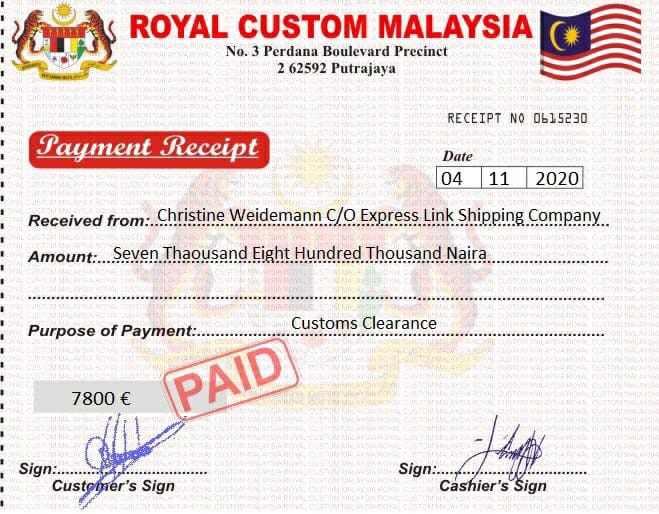 ROYAL CUSTOM MALAYSIA
No. 3 Perdana Boulevard Precinct
2 62592 Putrajaya
RECEIPT NO 0615230
Payment Receipt
Date
04 11 2020
Received from: Christine Weidemann C/O Express Link Shipping Company
Amount: Seven Thaousand Eight Hundred Thousand Naira
Purpose of Payment: Customs Clearance
PAID
7800 €
Sign: Sign:
Customer's Sign Cashier's Sign